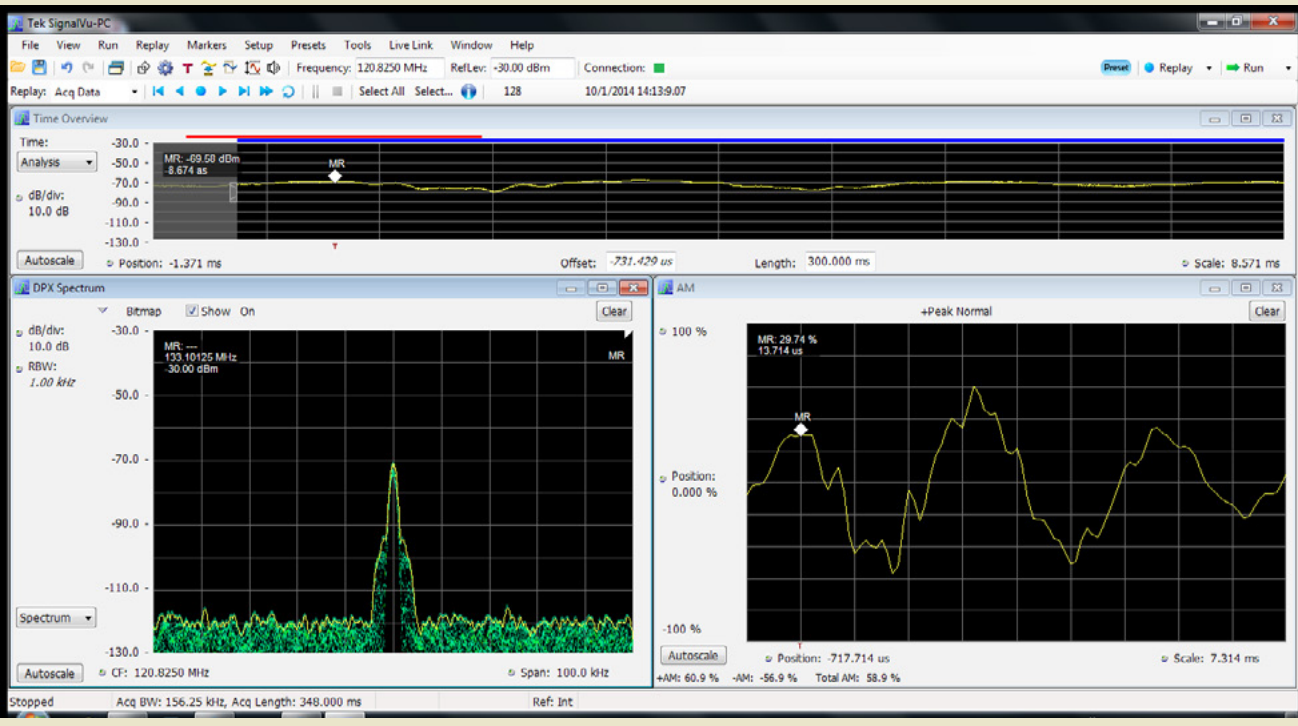 Tek SignalVu-PC
File View Run Replay Markers Setup Presets Tools Live Link Window Help
Frequency: 120.8250 MHz RefLev: -30.00 dBm Connection: Preset Replay Run
Replay: Acq Data Select All Select... 128 10/1/2014 14:13:9.07
Time Overview
Time:
Analysis
dB/div:
10.0 dB
Autoscale
-30.0
-50.0
-70.0
-90.0
-110.0
-130.0
MR: -69.58 dBm
-8.674 as
MR
T
Position: -1.371 ms Offset: -731.429 us Length: 300.000 ms Scale: 8.571 ms
DPX Spectrum
Bitmap Show On Clear
dB/div:
10.0 dB
RBW:
1.00 kHz
-30.0
-50.0
-70.0
-90.0
-110.0
-130.0
MR: ---
133.10125 MHz
-30.00 dBm
MR
Spectrum
Autoscale CF: 120.8250 MHz Span: 100.0 kHz
AM
+Peak Normal Clear
100 %
MR: 29.74 %
13.714 us
MR
Position:
0.000 %
-100 %
T
Autoscale Position: -717.714 us Scale: 7.314 ms
+AM: 60.9 % -AM: -56.9 % Total AM: 58.9 %
Stopped Acq BW: 156.25 kHz, Acq Length: 348.000 ms Ref: Int